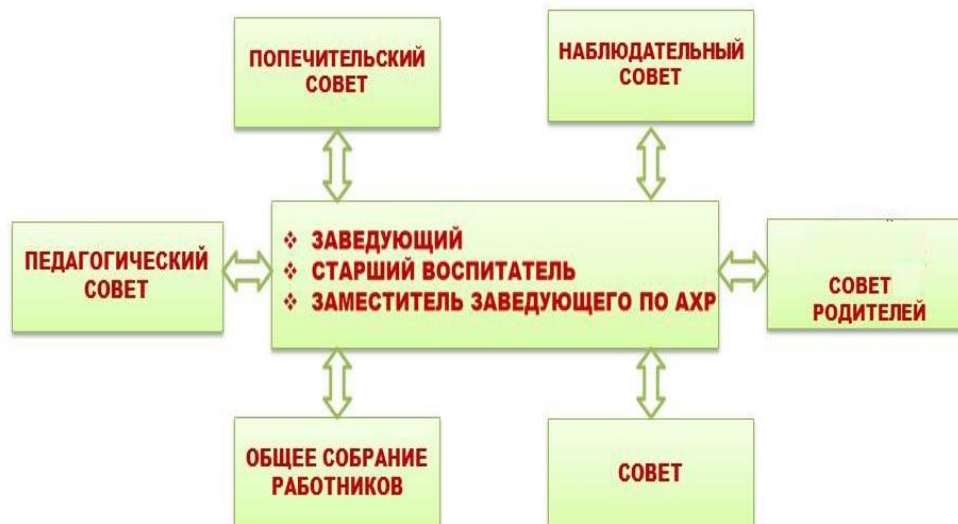 ПОПЕЧИТЕЛЬСКИЙ
СОВЕТ
НАБЛЮДАТЕЛЬНЫЙ
СОВЕТ
ПЕДАГОГИЧЕСКИЙ
СОВЕТ
❖ ЗАВЕДУЮЩИЙ
❖ СТАРШИЙ ВОСПИТАТЕЛЬ
❖ ЗАМЕСТИТЕЛЬ ЗАВЕДУЮЩЕГО ПО АХР
СОВЕТ
РОДИТЕЛЕЙ
ОБЩЕЕ СОБРАНИЕ
РАБОТНИКОВ
СОВЕТ